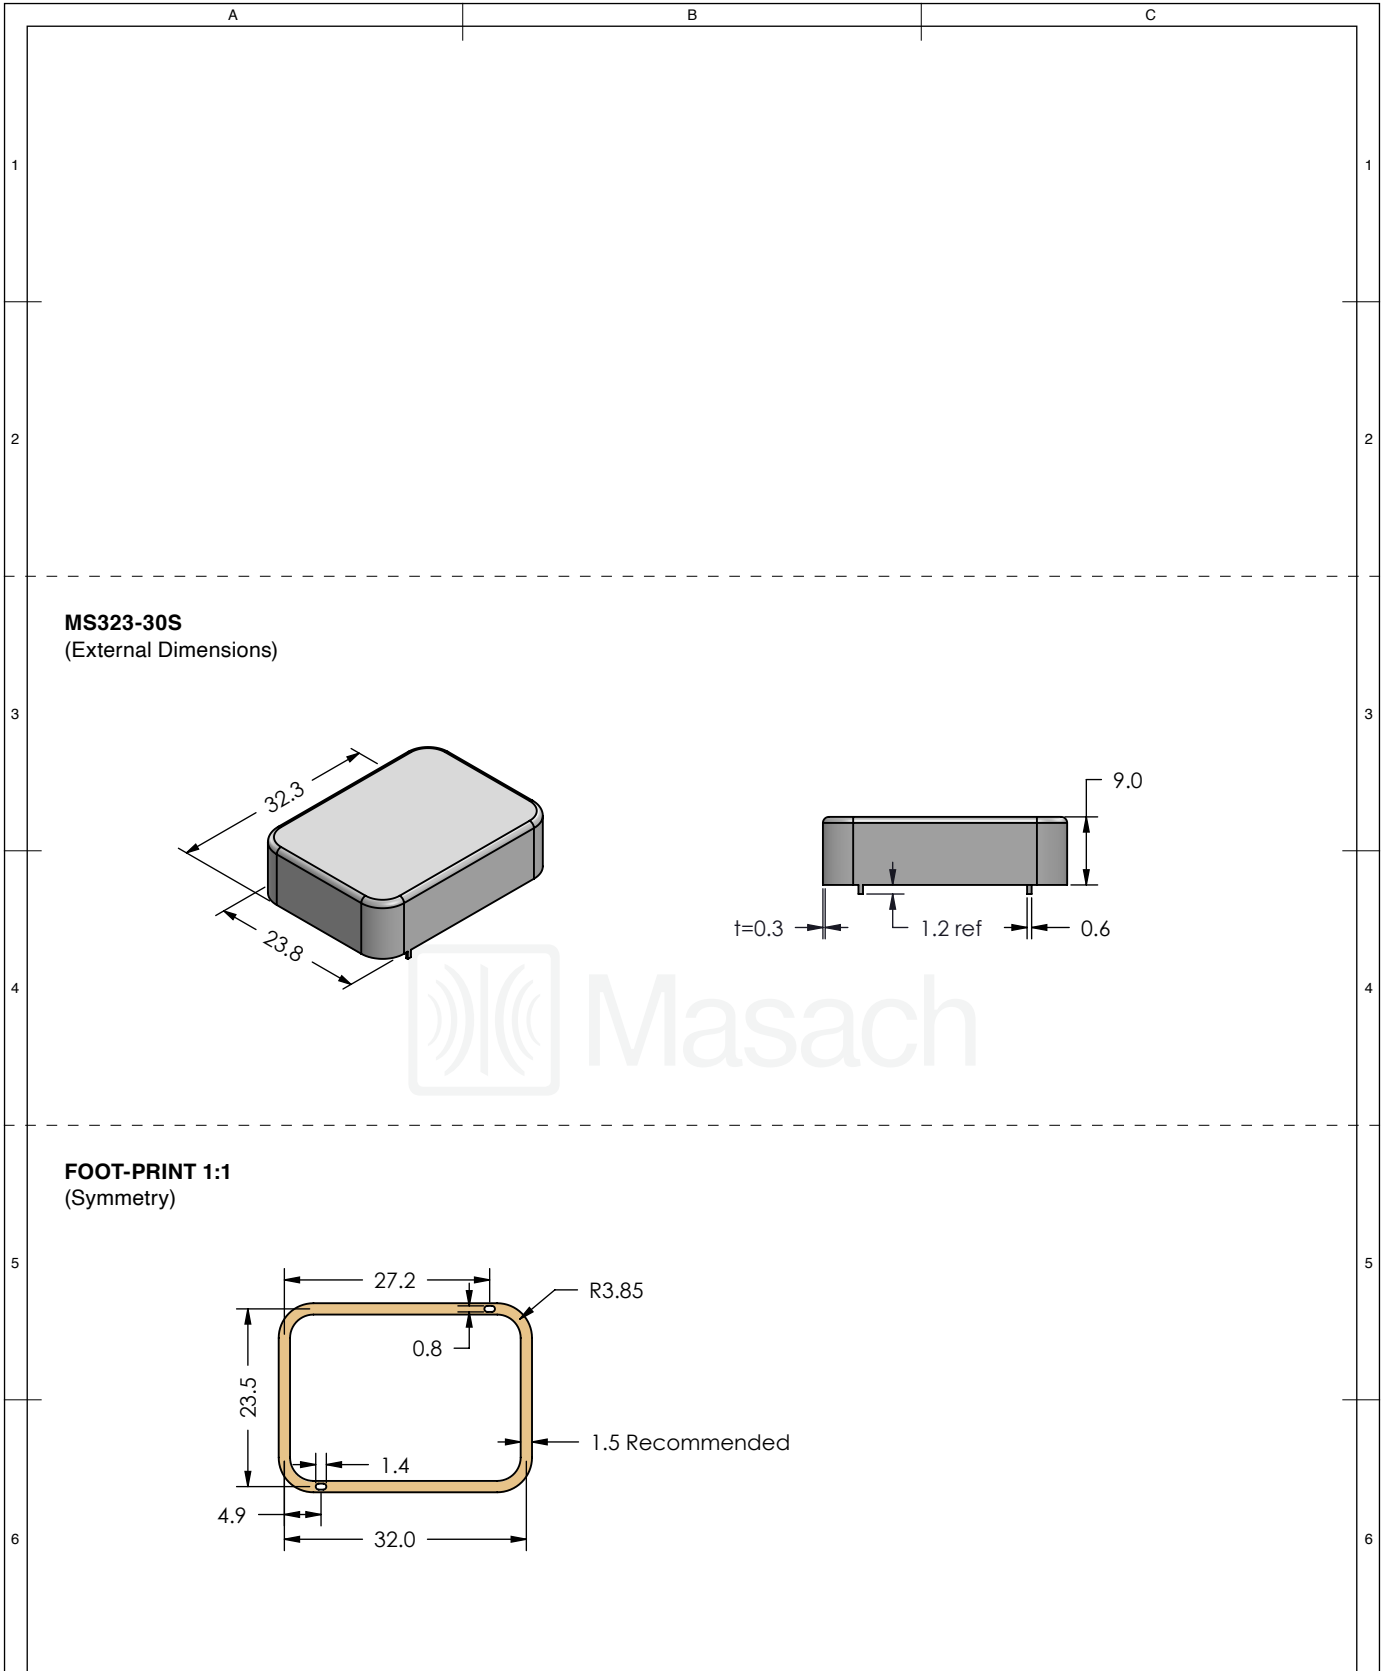 A B C
1 1
2 2
MS323-30S
(External Dimensions)
3 3
32.3
9.0
23.8
t=0.3 1.2 ref 0.6
Masach
4 4
FOOT-PRINT 1:1
(Symmetry)
5 5
27.2
R3.85
0.8
23.5
1.5 Recommended
1.4
4.9
32.0
6 6